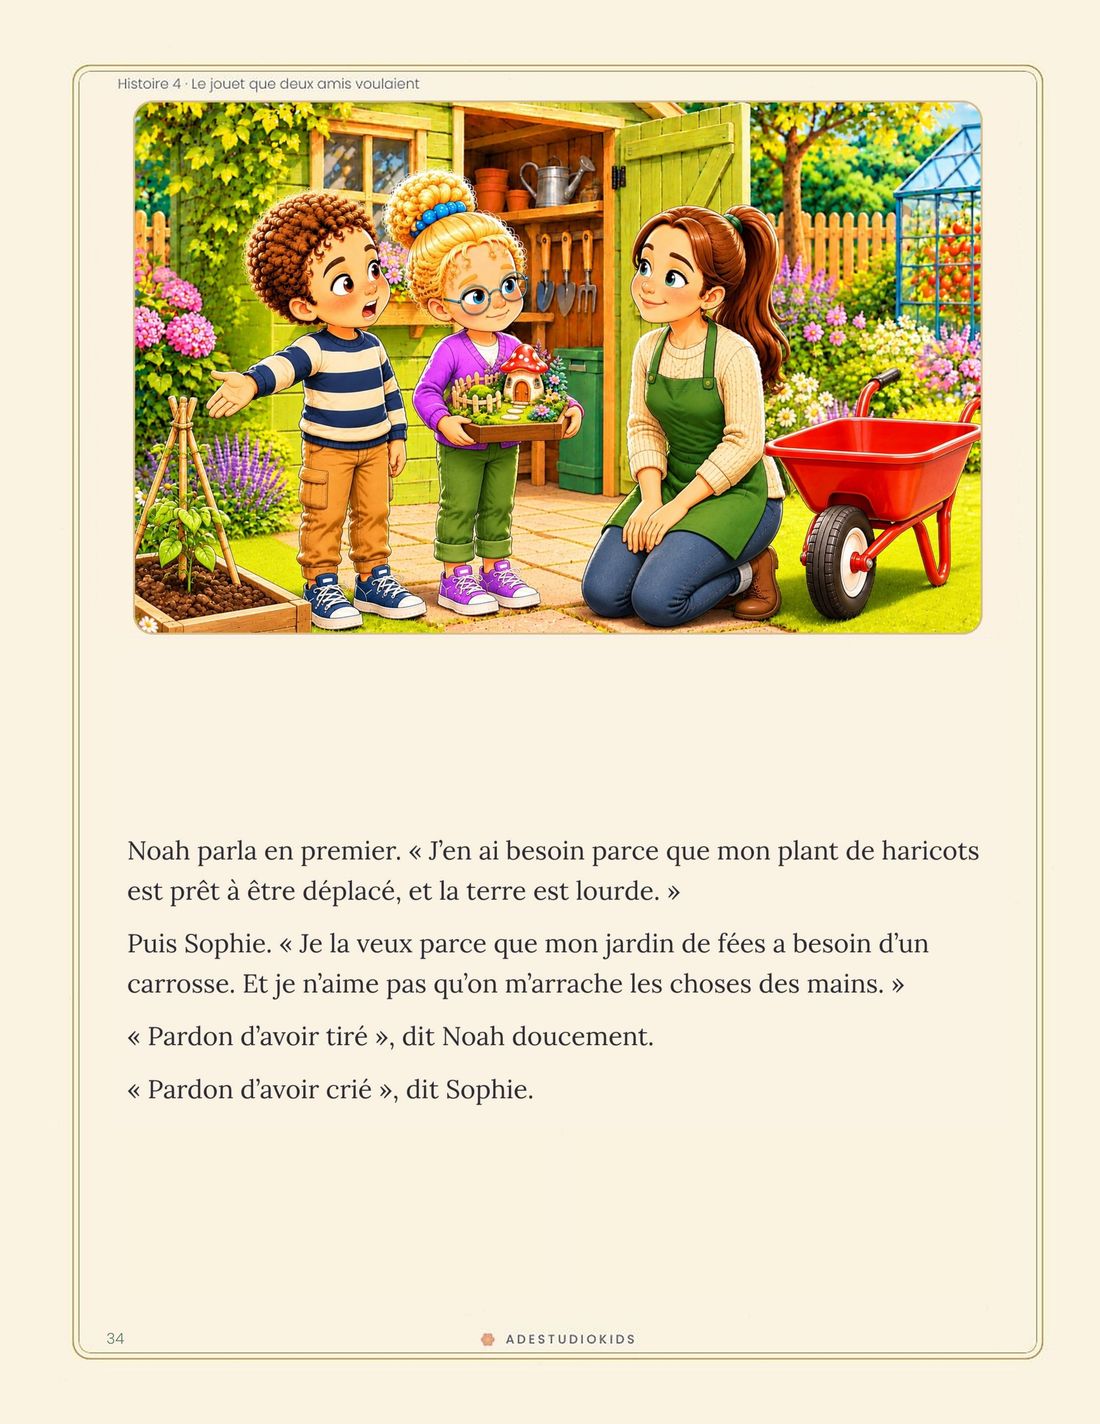 Histoire 4 · Le jouet que deux amis voulaient
Noah parla en premier. « J’en ai besoin parce que mon plant de haricots
est prêt à être déplacé, et la terre est lourde. »
Puis Sophie. « Je la veux parce que mon jardin de fées a besoin d’un
carrosse. Et je n’aime pas qu’on m’arrache les choses des mains. »
« Pardon d’avoir tiré », dit Noah doucement.
« Pardon d’avoir crié », dit Sophie.
34
ADESTUDIOKIDS